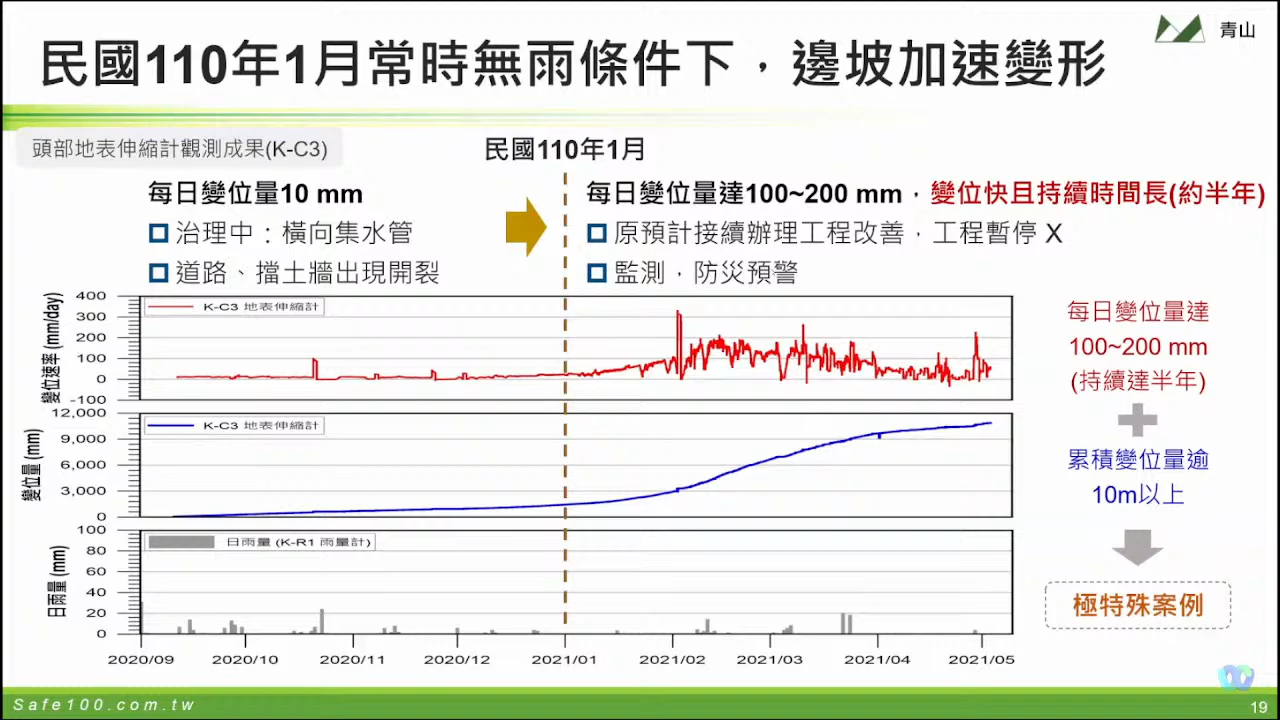 青山
民國110年1月常時無雨條件下，邊坡加速變形
頭部地表伸縮計觀測成果(K-C3)
民國110年1月
每日變位量10 mm
治理中：橫向集水管
道路、擋土牆出現開裂
每日變位量達100~200 mm，變位快且持續時間長(約半年)
原預計接續辦理工程改善，工程暫停 X
監測，防災預警
變位速率 (mm/day)
400
300
200
100
0
-100
K-C3 地表伸縮計
變位量 (mm)
12,000
9,000
6,000
3,000
0
K-C3 地表伸縮計
日雨量 (mm)
100
80
60
40
20
0
日雨量 (K-R1 雨量計)
2020/09 2020/10 2020/11 2020/12 2021/01 2021/02 2021/03 2021/04 2021/05
每日變位量達
100~200 mm
(持續達半年)
累積變位量逾
10m以上
極特殊案例
Safe100.com.tw
19